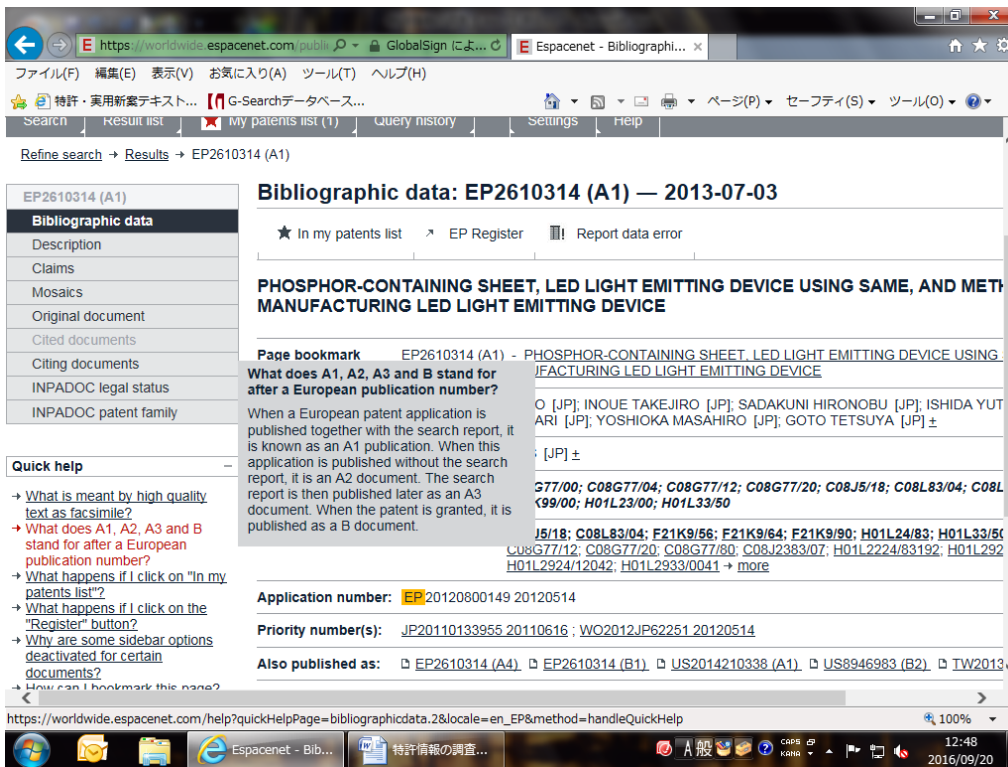 https://worldwide.espacenet.com/publi GlobalSign によ... Espacenet - Bibliographi...
ファイル(F) 編集(E) 表示(V) お気に入り(A) ツール(T) ヘルプ(H)
特許・実用新案テキスト... G-Searchデータベース... ページ(P) セーフティ(S) ツール(O)
Search Result list My patents list (1) Query history Settings Help
Refine search → Results → EP2610314 (A1)
EP2610314 (A1)
Bibliographic data
Description
Claims
Mosaics
Original document
Cited documents
Citing documents
INPADOC legal status
INPADOC patent family
Quick help
→ What is meant by high quality
text as facsimile?
→ What does A1, A2, A3 and B
stand for after a European
publication number?
→ What happens if I click on "In my
patents list"?
→ What happens if I click on the
"Register" button?
→ Why are some sidebar options
deactivated for certain
documents?
→ How can I bookmark this page?
Bibliographic data: EP2610314 (A1) — 2013-07-03
In my patents list EP Register Report data error
PHOSPHOR-CONTAINING SHEET, LED LIGHT EMITTING DEVICE USING SAME, AND METH
MANUFACTURING LED LIGHT EMITTING DEVICE
Page bookmark EP2610314 (A1) - PHOSPHOR-CONTAINING SHEET, LED LIGHT EMITTING DEVICE USING
UFACTURING LED LIGHT EMITTING DEVICE
What does A1, A2, A3 and B stand for
after a European publication number?
When a European patent application is
published together with the search report, it
is known as an A1 publication. When this
application is published without the search
report, it is an A2 document. The search
report is then published later as an A3
document. When the patent is granted, it is
published as a B document.
O [JP]; INOUE TAKEJIRO [JP]; SADAKUNI HIRONOBU [JP]; ISHIDA YUT
ARI [JP]; YOSHIOKA MASAHIRO [JP]; GOTO TETSUYA [JP] +
[JP] +
G77/00; C08G77/04; C08G77/12; C08G77/20; C08J5/18; C08L83/04; C08L
K99/00; H01L23/00; H01L33/50
J5/18; C08L83/04; F21K9/64; F21K9/90; H01L24/83; H01L33/50
C08G77/12; C08G77/20; C08G77/80; C08J2383/07; H01L2224/83192; H01L292
H01L2924/12042; H01L2933/0041 → more
Application number: EP20120800149 20120514
Priority number(s): JP20110133955 20110616 ; WO2012JP62251 20120514
Also published as: EP2610314 (A4) EP2610314 (B1) US2014210338 (A1) US8946983 (B2) TW2013
https://worldwide.espacenet.com/help?quickHelpPage=bibliographicdata.2&locale=en_EP&method=handleQuickHelp 100%
Espacenet - Bib... 特許情報の調査... A 般 CAPS KANA 12:48
2016/09/20